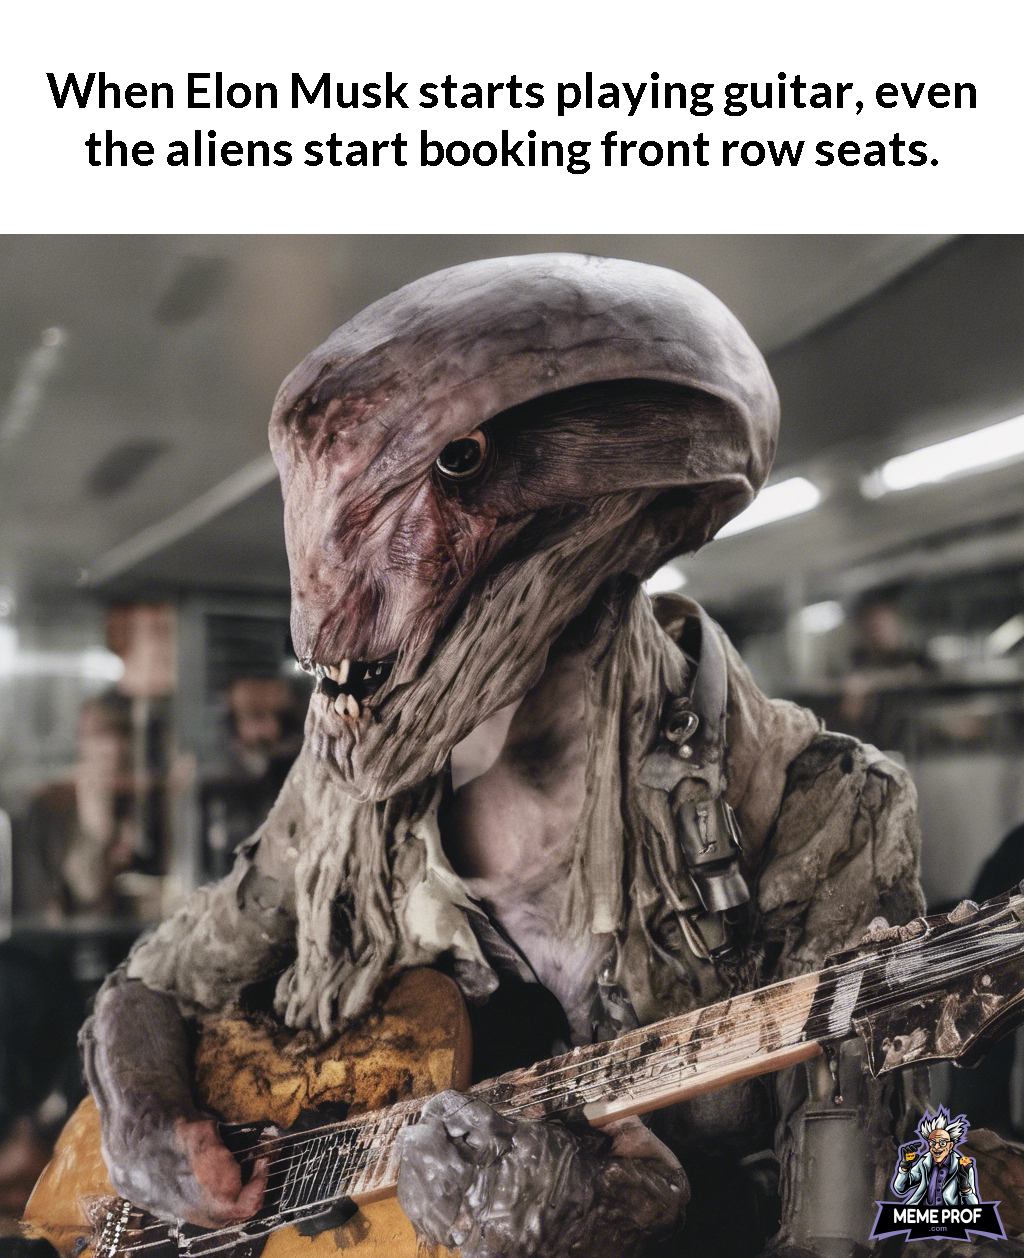 When Elon Musk starts playing guitar, even
the aliens start booking front row seats.
MEME PROF
.com